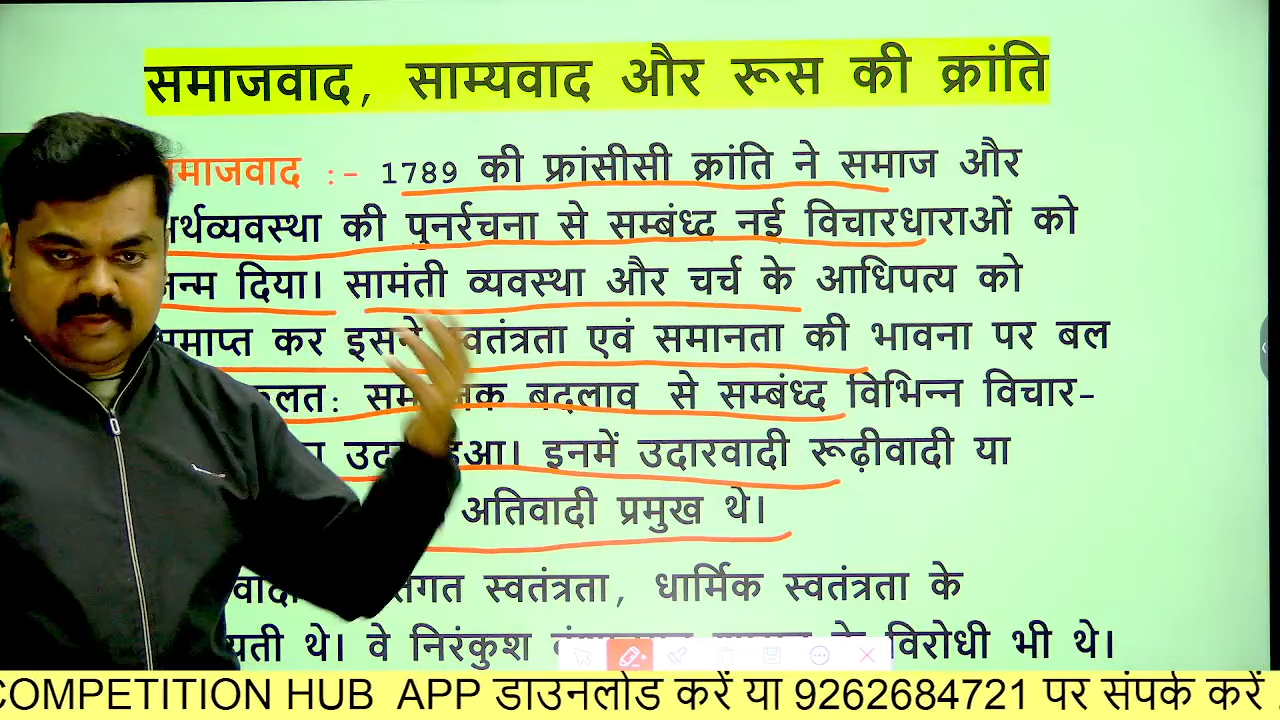 समाजवाद, साम्यवाद और रूस की क्रांति
माजवाद :- 1789 की फ्रांसीसी क्रांति ने समाज और
र्थव्यवस्था की पुनर्रचना से सम्बंध्द नई विचारधाराओं को
न्म दिया। सामंती व्यवस्था और चर्च के आधिपत्य को
माप्त कर इसने स्वतंत्रता एवं समानता की भावना पर बल
लत: बदलाव से सम्बंध्द विभिन्न विचार-
हुआ। इनमें उदारवादी रूढ़ीवादी या
अतिवादी प्रमुख थे।
स्वतंत्रता, धार्मिक स्वतंत्रता के
यती थे। वे निरंकुश विरोधी भी थे।
COMPETITION HUB APP डाउनलोड करें या 9262684721 पर संपर्क करें